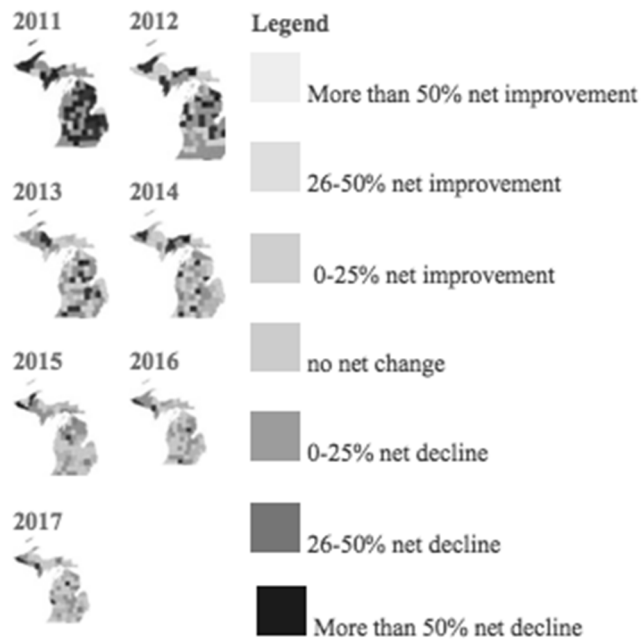 2011
2012
2013
2014
2015
2016
2017
Legend
More than 50% net improvement
26-50% net improvement
0-25% net improvement
no net change
0-25% net decline
26-50% net decline
More than 50% net decline